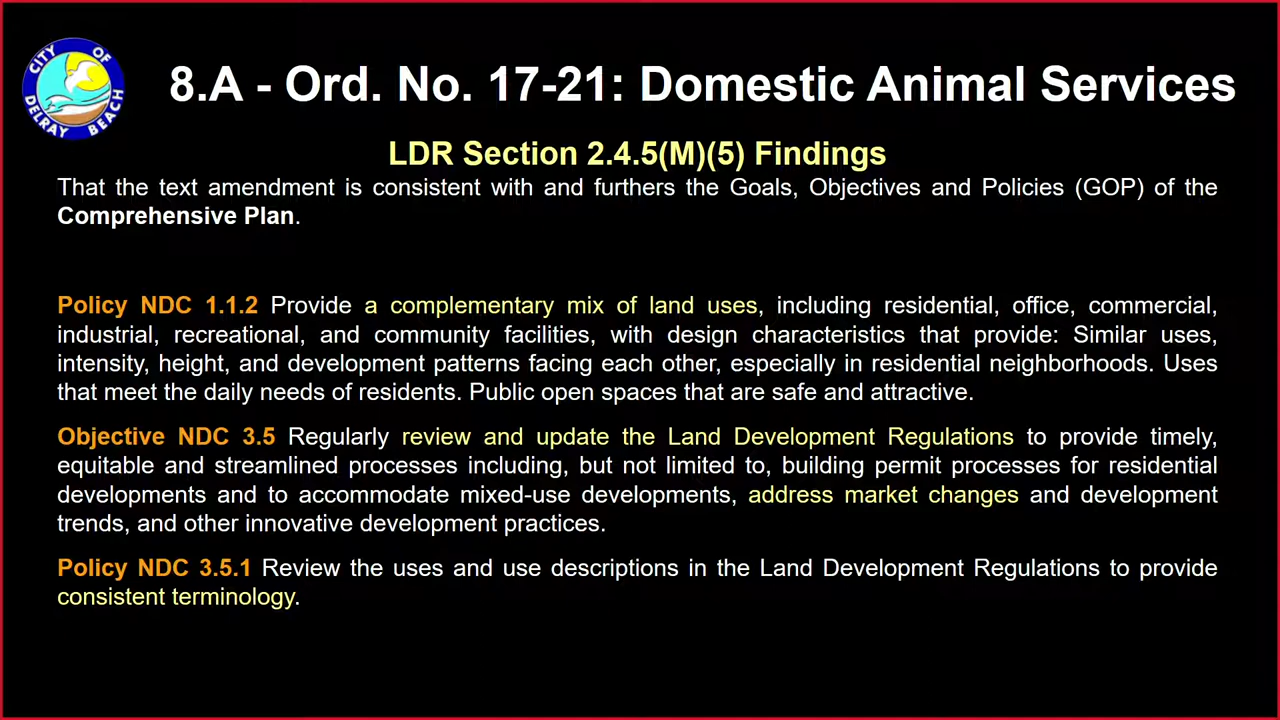 CITY OF
DELRAY BEACH
8.A - Ord. No. 17-21: Domestic Animal Services
LDR Section 2.4.5(M)(5) Findings
That the text amendment is consistent with and furthers the Goals, Objectives and Policies (GOP) of the
Comprehensive Plan.
Policy NDC 1.1.2 Provide a complementary mix of land uses, including residential, office, commercial,
industrial, recreational, and community facilities, with design characteristics that provide: Similar uses,
intensity, height, and development patterns facing each other, especially in residential neighborhoods. Uses
that meet the daily needs of residents. Public open spaces that are safe and attractive.
Objective NDC 3.5 Regularly review and update the Land Development Regulations to provide timely,
equitable and streamlined processes including, but not limited to, building permit processes for residential
developments and to accommodate mixed-use developments, address market changes and development
trends, and other innovative development practices.
Policy NDC 3.5.1 Review the uses and use descriptions in the Land Development Regulations to provide
consistent terminology.